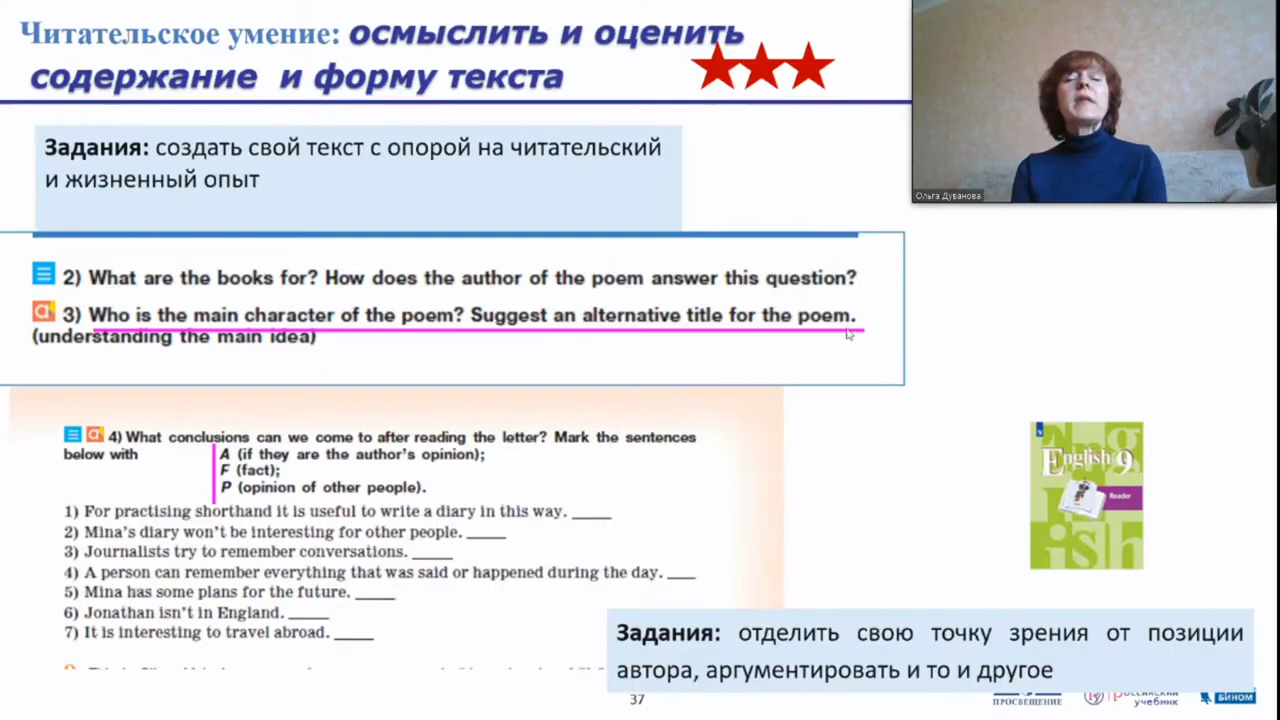 Читательское умение: осмыслить и оценить
содержание и форму текста
Ольга Дуванова
Задания: создать свой текст с опорой на читательский
и жизненный опыт
2) What are the books for? How does the author of the poem answer this question?
3) Who is the main character of the poem? Suggest an alternative title for the poem.
(understanding the main idea)
4) What conclusions can we come to after reading the letter? Mark the sentences
below with A (if they are the author's opinion);
F (fact);
P (opinion of other people).
1) For practising shorthand it is useful to write a diary in this way. _____
2) Mina's diary won't be interesting for other people. _____
3) Journalists try to remember conversations. _____
4) A person can remember everything that was said or happened during the day. ___
5) Mina has some plans for the future. _____
6) Jonathan isn't in England. _____
7) It is interesting to travel abroad. _____
English 9
Reader
Задания: отделить свою точку зрения от позиции
автора, аргументировать и то и другое
37
ПРОСВЕЩЕНИЕ
российский
учебник
БИНОМ